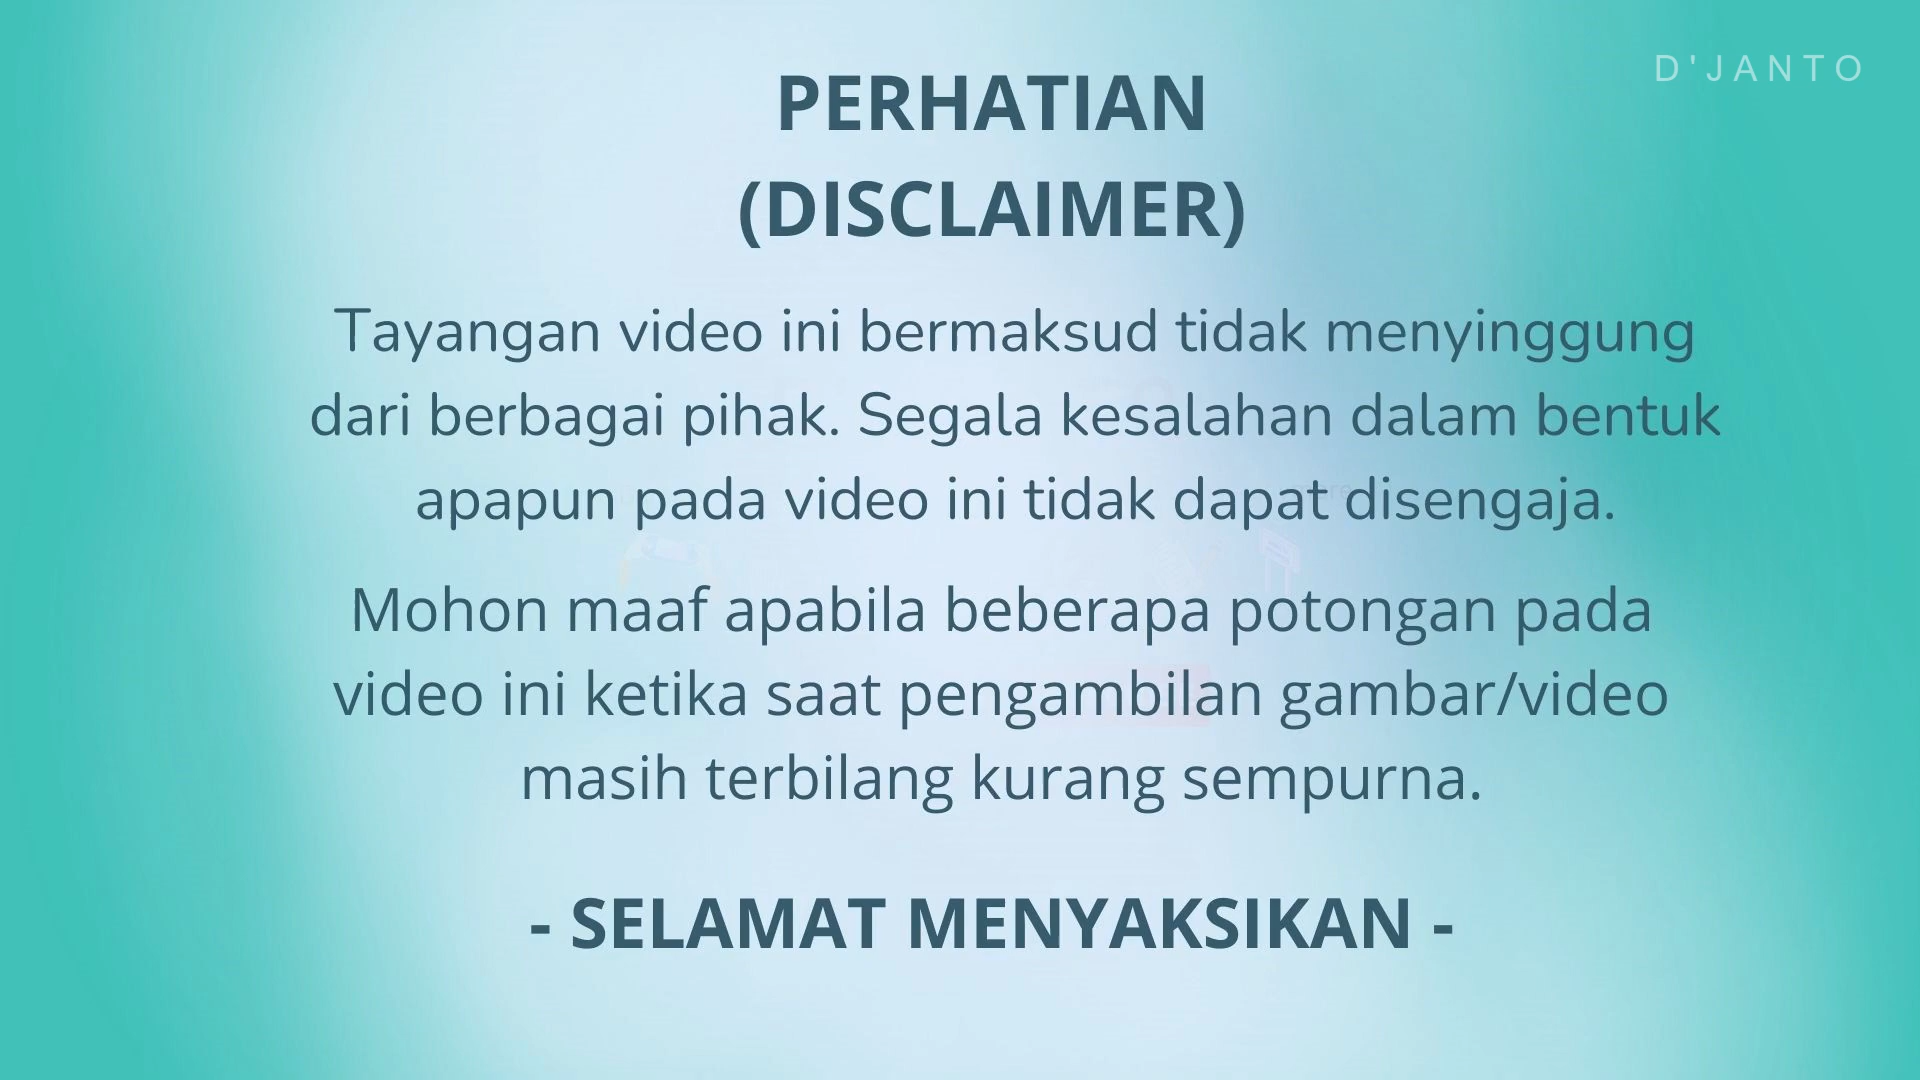 D'JANTO
PERHATIAN
(DISCLAIMER)
Tayangan video ini bermaksud tidak menyinggung
dari berbagai pihak. Segala kesalahan dalam bentuk
apapun pada video ini tidak dapat disengaja.
Mohon maaf apabila beberapa potongan pada
video ini ketika saat pengambilan gambar/video
masih terbilang kurang sempurna.
- SELAMAT MENYAKSIKAN -